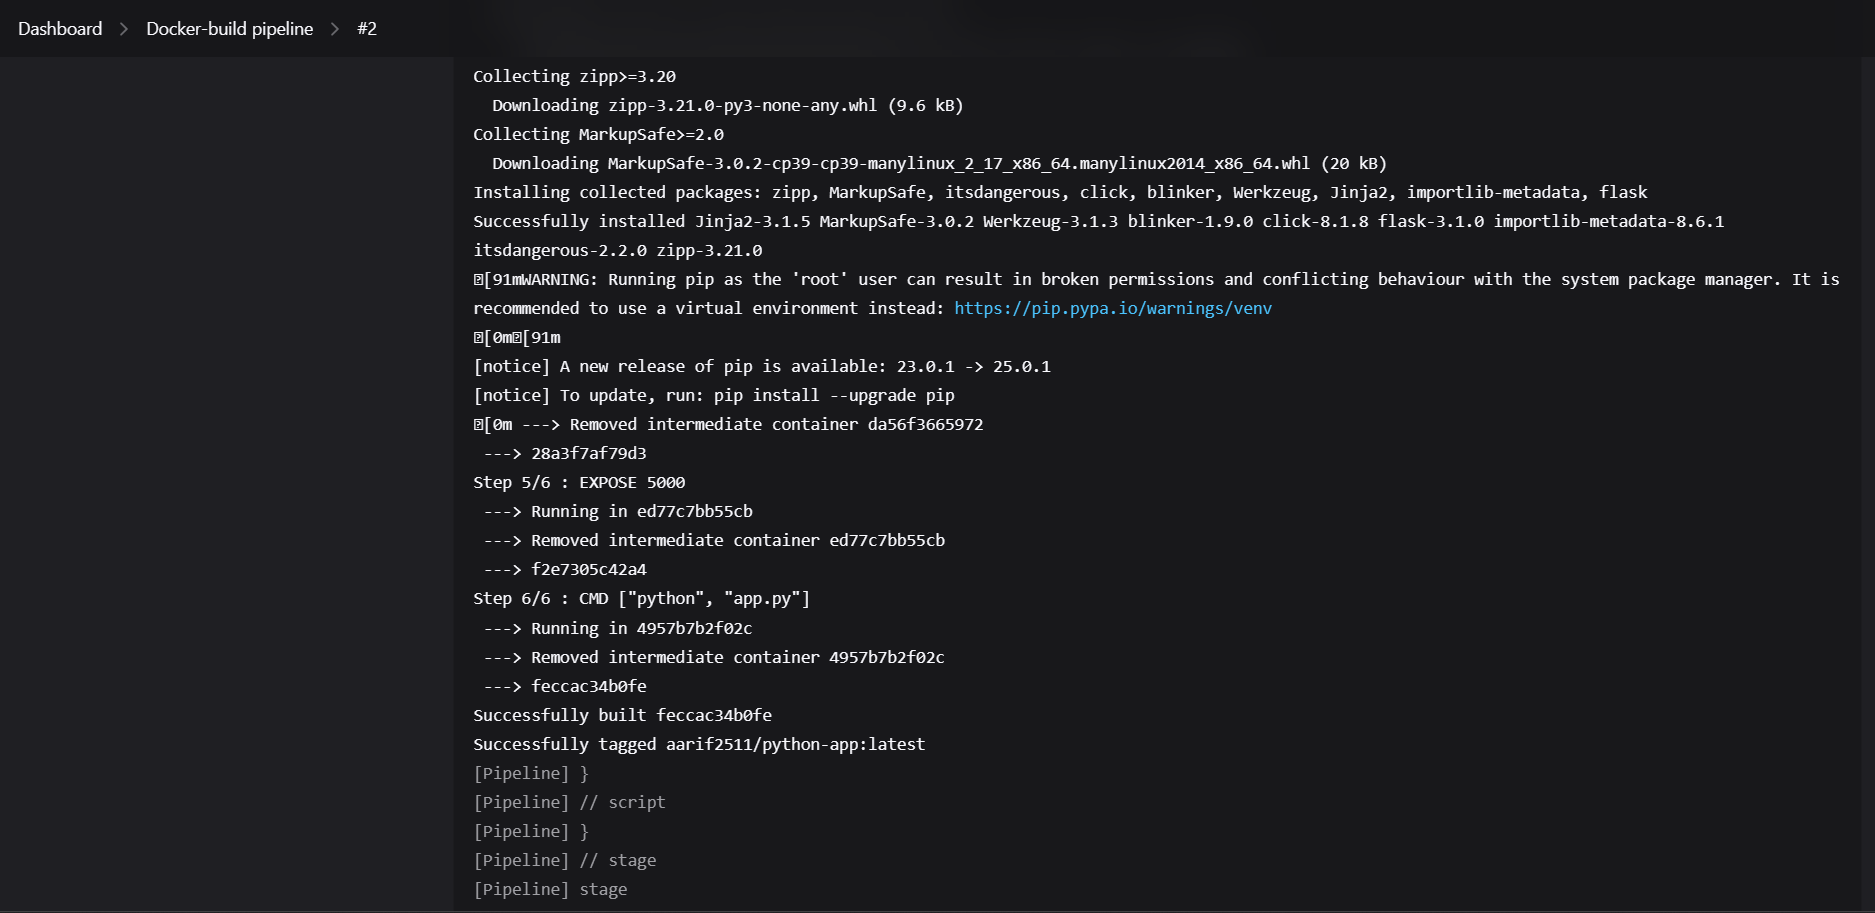 Dashboard > Docker-build pipeline > #2
Collecting zipp>=3.20
  Downloading zipp-3.21.0-py3-none-any.whl (9.6 kB)
Collecting MarkupSafe>=2.0
  Downloading MarkupSafe-3.0.2-cp39-cp39-manylinux_2_17_x86_64.manylinux2014_x86_64.whl (20 kB)
Installing collected packages: zipp, MarkupSafe, itsdangerous, click, blinker, Werkzeug, Jinja2, importlib-metadata, flask
Successfully installed Jinja2-3.1.5 MarkupSafe-3.0.2 Werkzeug-3.1.3 blinker-1.9.0 click-8.1.8 flask-3.1.0 importlib-metadata-8.6.1
itsdangerous-2.2.0 zipp-3.21.0
[91mWARNING: Running pip as the 'root' user can result in broken permissions and conflicting behaviour with the system package manager. It is
recommended to use a virtual environment instead: https://pip.pypa.io/warnings/venv
[0m[91m
[notice] A new release of pip is available: 23.0.1 -> 25.0.1
[notice] To update, run: pip install --upgrade pip
[0m ---> Removed intermediate container da56f3665972
 ---> 28a3f7af79d3
Step 5/6 : EXPOSE 5000
 ---> Running in ed77c7bb55cb
 ---> Removed intermediate container ed77c7bb55cb
 ---> f2e7305c42a4
Step 6/6 : CMD ["python", "app.py"]
 ---> Running in 4957b7b2f02c
 ---> Removed intermediate container 4957b7b2f02c
 ---> feccac34b0fe
Successfully built feccac34b0fe
Successfully tagged aarif2511/python-app:latest
[Pipeline] }
[Pipeline] // script
[Pipeline] }
[Pipeline] // stage
[Pipeline] stage